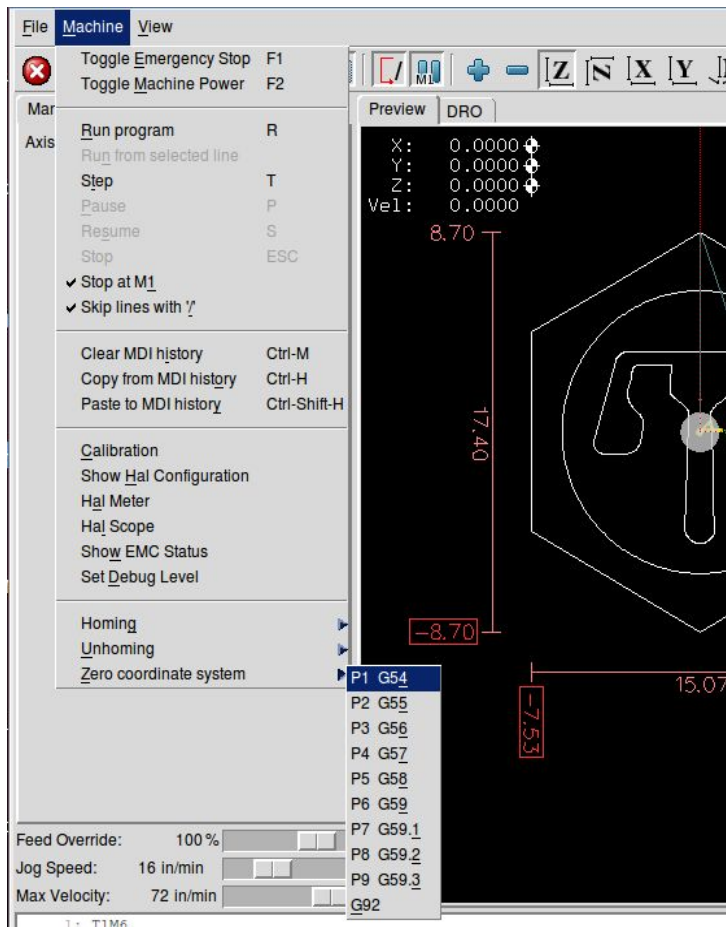 File Machine View
Toggle Emergency Stop F1
Toggle Machine Power F2
Run program R
Run from selected line
Step T
Pause P
Resume S
Stop ESC
Stop at M1
Skip lines with '/'
Clear MDI history Ctrl-M
Copy from MDI history Ctrl-H
Paste to MDI history Ctrl-Shift-H
Calibration
Show Hal Configuration
Hal Meter
Hal Scope
Show EMC Status
Set Debug Level
Homing
Unhoming
Zero coordinate system
P1 G54
P2 G55
P3 G56
P4 G57
P5 G58
P6 G59
P7 G59.1
P8 G59.2
P9 G59.3
G92
M1 Z N X Y
Mar
Axis
Preview DRO
X: 0.0000
Y: 0.0000
Z: 0.0000
Vel: 0.0000
8.70
17.40
-8.70
15.07
-7.53
Feed Override: 100 %
Jog Speed: 16 in/min
Max Velocity: 72 in/min
1: T1M6